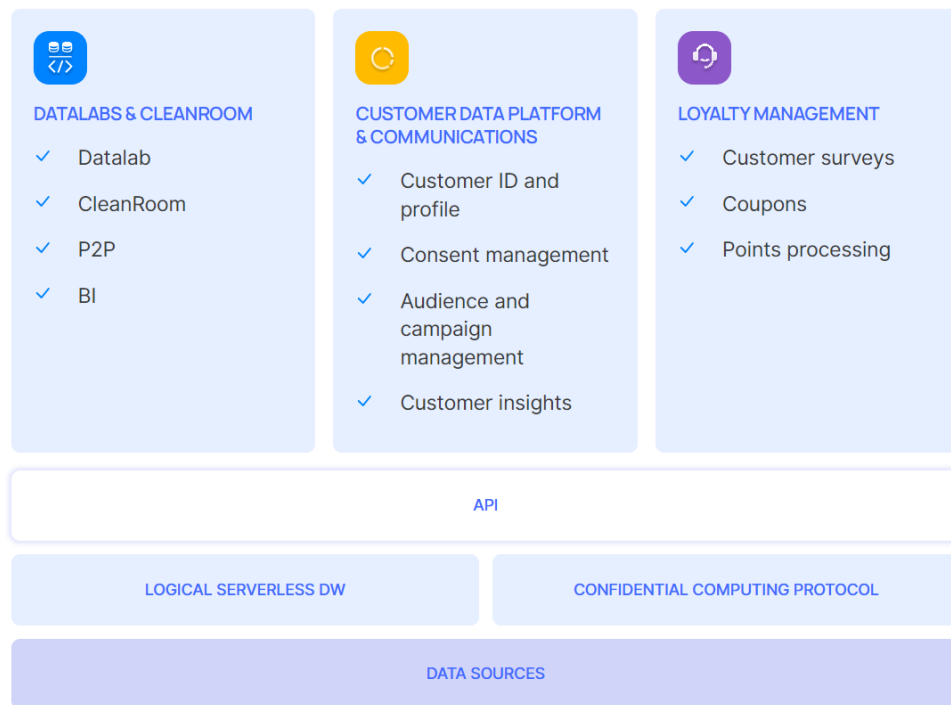 DATALABS & CLEANROOM
Datalab
CleanRoom
P2P
BI
CUSTOMER DATA PLATFORM
& COMMUNICATIONS
Customer ID and
profile
Consent management
Audience and
campaign
management
Customer insights
LOYALTY MANAGEMENT
Customer surveys
Coupons
Points processing
API
LOGICAL SERVERLESS DW
CONFIDENTIAL COMPUTING PROTOCOL
DATA SOURCES